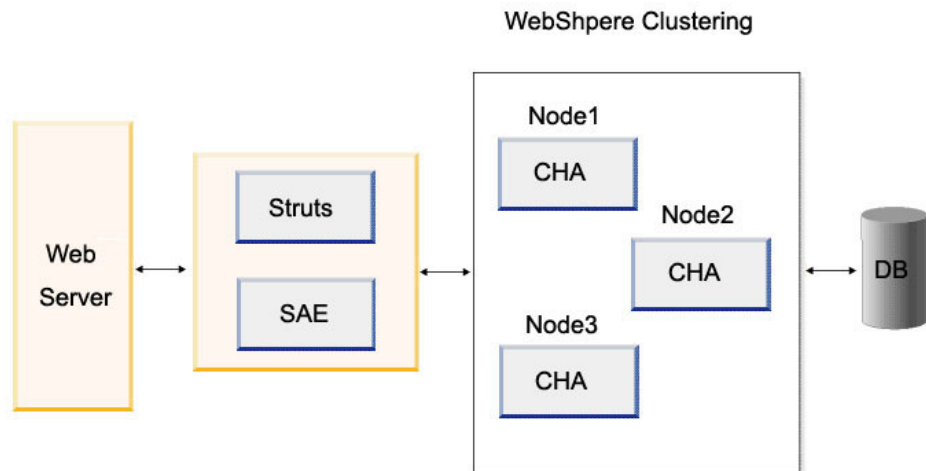 WebShpere Clustering
Web
Server
Struts
SAE
Node1
CHA
Node2
CHA
Node3
CHA
DB